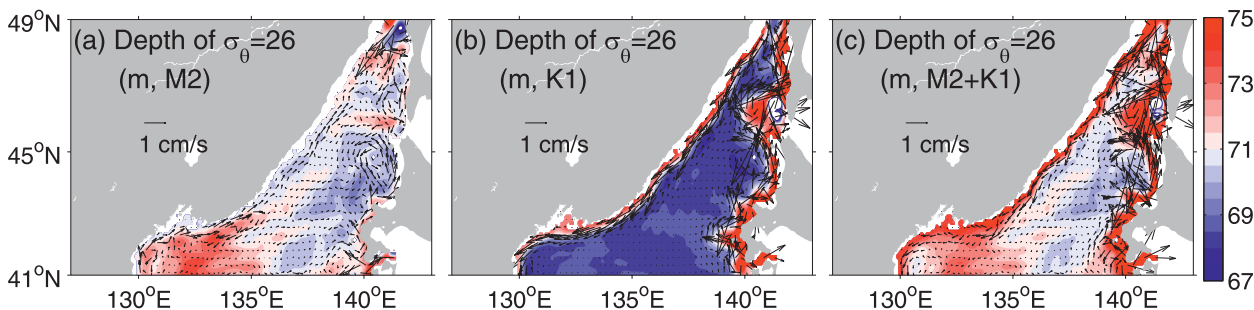 49°N
45°N
41°N
(a) Depth of σθ=26
(m, M2)
1 cm/s
130°E 135°E 140°E
(b) Depth of σθ=26
(m, K1)
1 cm/s
130°E 135°E 140°E
(c) Depth of σθ=26
(m, M2+K1)
1 cm/s
130°E 135°E 140°E
75
73
71
69
67